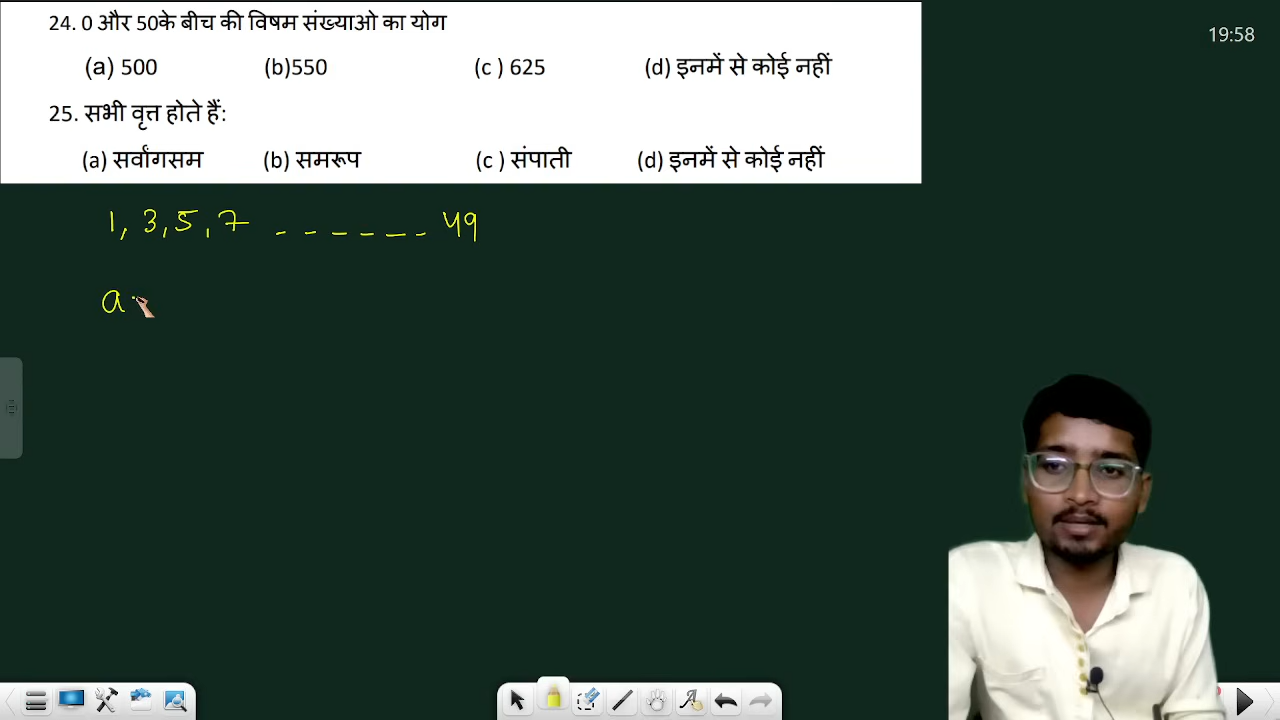 24. 0 और 50के बीच की विषम संख्याओ का योग
(a) 500 (b)550 (c ) 625 (d) इनमें से कोई नहीं
25. सभी वृत्त होते हैं:
(a) सर्वांगसम (b) समरूप (c ) संपाती (d) इनमें से कोई नहीं
19:58
1, 3, 5, 7 - - - - - - 49
a